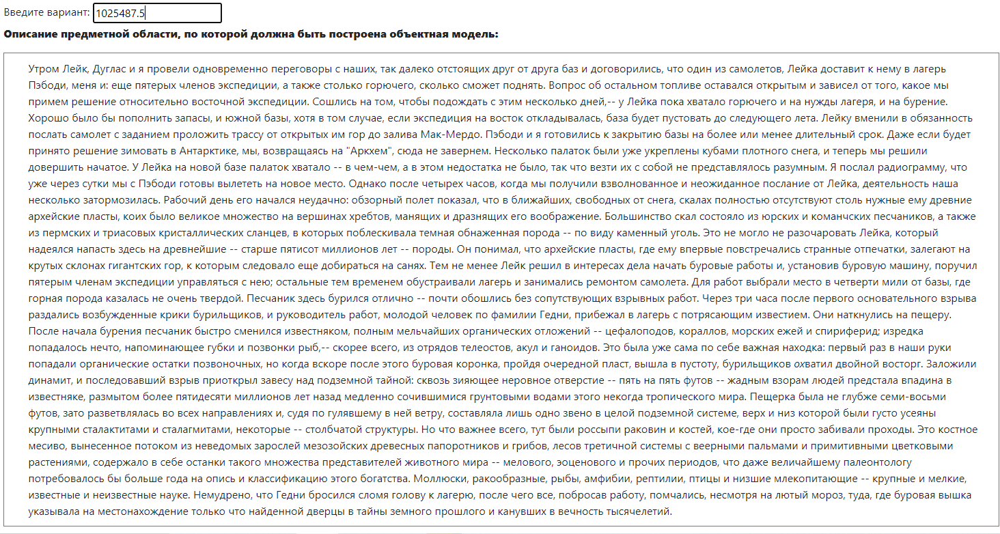 Введите вариант: 1025487.5
Описание предметной области, по которой должна быть построена объектная модель:
Утром Лейк, Дуглас и я провели одновременно переговоры с наших, так далеко отстоящих друг от друга баз и договорились, что один из самолетов, Лейка доставит к нему в лагерь
Пэбоди, меня и: еще пятерых членов экспедиции, а также столько горючего, сколько сможет поднять. Вопрос об остальном топливе оставался открытым и зависел от того, какое мы
примем решение относительно восточной экспедиции. Сошлись на том, чтобы подождать с этим несколько дней,-- у Лейка пока хватало горючего и на нужды лагеря, и на бурение.
Хорошо было бы пополнить запасы, и южной базы, хотя в том случае, если экспедиция на восток откладывалась, база будет пустовать до следующего лета. Лейку вменили в обязанность
послать самолет с заданием проложить трассу от открытых им гор до залива Мак-Мердо. Пэбоди и я готовились к закрытию базы на более или менее длительный срок. Даже если будет
принято решение зимовать в Антарктике, мы, возвращаясь на "Аркхем", сюда не завернем. Несколько палаток были уже укреплены кубами плотного снега, и теперь мы решили
довершить начатое. У Лейка на новой базе палаток хватало -- в чем-чем, а в этом недостатка не было, так что везти их с собой не представлялось разумным. Я послал радиограмму, что
уже через сутки мы с Пэбоди готовы вылететь на новое место. Однако после четырех часов, когда мы получили взволнованное и неожиданное послание от Лейка, деятельность наша
несколько затормозилась. Рабочий день его начался неудачно: обзорный полет показал, что в ближайших, свободных от снега, скалах полностью отсутствуют столь нужные ему древние
архейские пласты, коих было великое множество на вершинах хребтов, манящих и дразнящих его воображение. Большинство скал состояло из юрских и команчских песчаников, а также
из пермских и триасовых кристаллических сланцев, в которых поблескивала темная обнаженная порода -- по виду каменный уголь. Это не могло не разочаровать Лейка, который
надеялся напасть здесь на древнейшие -- старше пятисот миллионов лет -- породы. Он понимал, что архейские пласты, где ему впервые повстречались странные отпечатки, залегают на
крутых склонах гигантских гор, к которым следовало еще добираться на санях. Тем не менее Лейк решил в интересах дела начать буровые работы и, установив буровую машину, поручил
пятерым членам экспедиции управляться с нею; остальные тем временем обустраивали лагерь и занимались ремонтом самолета. Для работ выбрали место в четверти мили от базы, где
горная порода казалась не очень твердой. Песчаник здесь бурился отлично -- почти обошлись без сопутствующих взрывных работ. Через три часа после первого основательного взрыва
раздались возбужденные крики бурильщиков, и руководитель работ, молодой человек по фамилии Гедни, прибежал в лагерь с потрясающим известием. Они наткнулись на пещеру.
После начала бурения песчаник быстро сменился известняком, полным мельчайших органических отложений -- цефалоподов, кораллов, морских ежей и спириферид; изредка
попадалось нечто, напоминающее губки и позвонки рыб,-- скорее всего, из отрядов телеостов, акул и ганоидов. Это была уже сама по себе важная находка: первый раз в наши руки
попадали органические остатки позвоночных, но когда вскоре после этого буровая коронка, пройдя очередной пласт, вышла в пустоту, бурильщиков охватил двойной восторг. Заложили
динамит, и последовавший взрыв приоткрыл завесу над подземной тайной: сквозь зияющее неровное отверстие -- пять на пять футов -- жадным взорам людей предстала впадина в
известняке, размытом более пятидесяти миллионов лет назад медленно сочившимися грунтовыми водами этого некогда тропического мира. Пещерка была не глубже семи-восьми
футов, зато разветвлялась во всех направлениях и, судя по гулявшему в ней ветру, составляла лишь одно звено в целой подземной системе, верх и низ которой были густо усеяны
крупными сталактитами и сталагмитами, некоторые -- столбчатой структуры. Но что важнее всего, тут были россыпи раковин и костей, кое-где они просто забивали проходы. Это костное
месиво, вынесенное потоком из неведомых зарослей мезозойских древесных папоротников и грибов, лесов третичной системы с веерными пальмами и примитивными цветковыми
растениями, содержало в себе останки такого множества представителей животного мира -- мелового, эоценового и прочих периодов, что даже величайшему палеонтологу
потребовалось бы больше года на опись и классификацию этого богатства. Моллюски, ракообразные, рыбы, амфибии, рептилии, птицы и низшие млекопитающие -- крупные и мелкие,
известные и неизвестные науке. Немудрено, что Гедни бросился сломя голову к лагерю, после чего все, побросав работу, помчались, несмотря на лютый мороз, туда, где буровая вышка
указывала на местонахождение только что найденной дверцы в тайны земного прошлого и канувших в вечность тысячелетий.